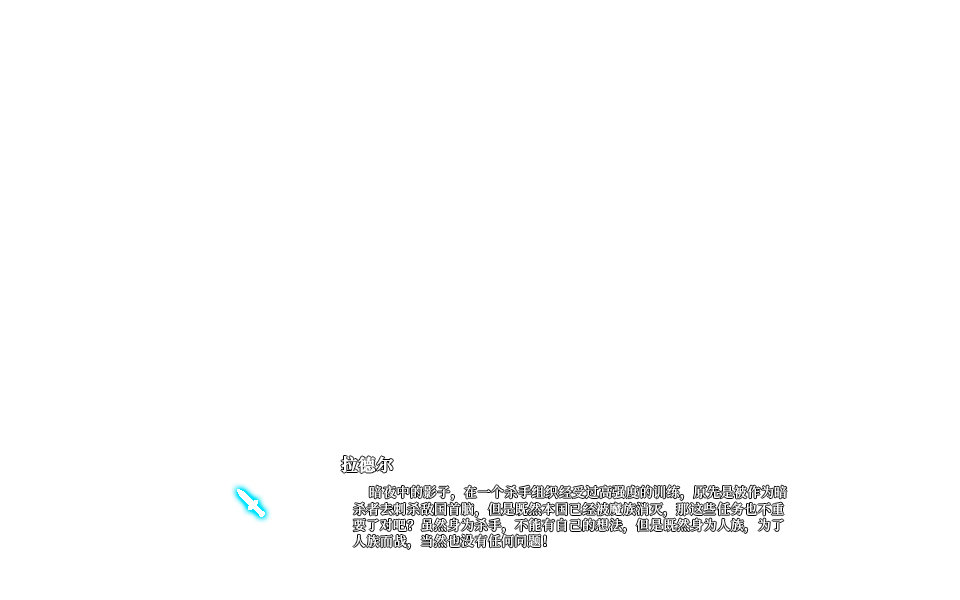 拉德尔
暗夜中的影子，在一个杀手组织经受过高强度的训练，原先是被作为暗
杀者去刺杀敌国首脑，但是既然本国已经被魔族消灭，那这些任务也不重
要了对吧？虽然身为杀手，不能有自己的想法，但是既然身为人族，为了
人族而战，当然也没有任何问题！